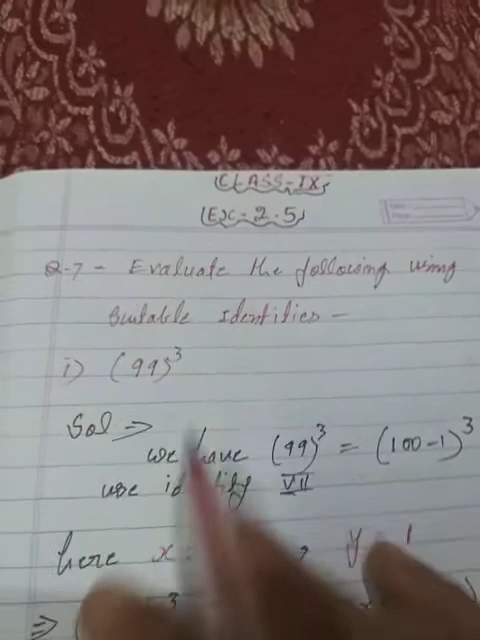 CLASS-IX
Ex-2.5
Q.7- Evaluate the following using
Suitable Identities-
i) (99)³
Sol ⇒
we have (99)³ = (100-1)³
use identity VII
here x = , y = 1
⇒ (